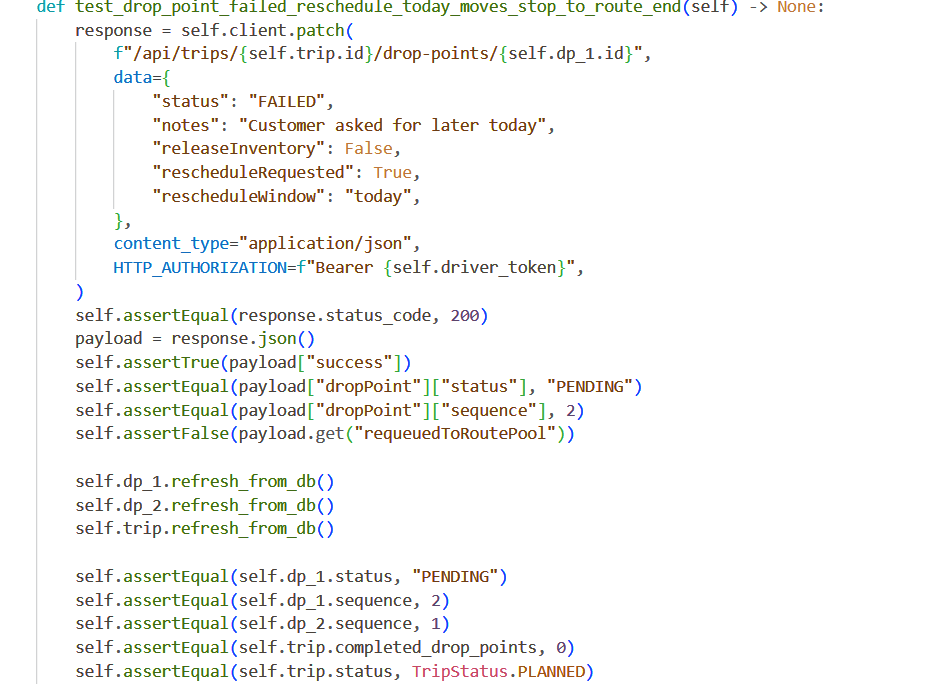 def test_drop_point_failed_reschedule_today_moves_stop_to_route_end(self) -> None:
    response = self.client.patch(
        f"/api/trips/{self.trip.id}/drop-points/{self.dp_1.id}",
        data={
            "status": "FAILED",
            "notes": "Customer asked for later today",
            "releaseInventory": False,
            "rescheduleRequested": True,
            "rescheduleWindow": "today",
        },
        content_type="application/json",
        HTTP_AUTHORIZATION=f"Bearer {self.driver_token}",
    )
    self.assertEqual(response.status_code, 200)
    payload = response.json()
    self.assertTrue(payload["success"])
    self.assertEqual(payload["dropPoint"]["status"], "PENDING")
    self.assertEqual(payload["dropPoint"]["sequence"], 2)
    self.assertFalse(payload.get("requeuedToRoutePool"))

    self.dp_1.refresh_from_db()
    self.dp_2.refresh_from_db()
    self.trip.refresh_from_db()

    self.assertEqual(self.dp_1.status, "PENDING")
    self.assertEqual(self.dp_1.sequence, 2)
    self.assertEqual(self.dp_2.sequence, 1)
    self.assertEqual(self.trip.completed_drop_points, 0)
    self.assertEqual(self.trip.status, TripStatus.PLANNED)